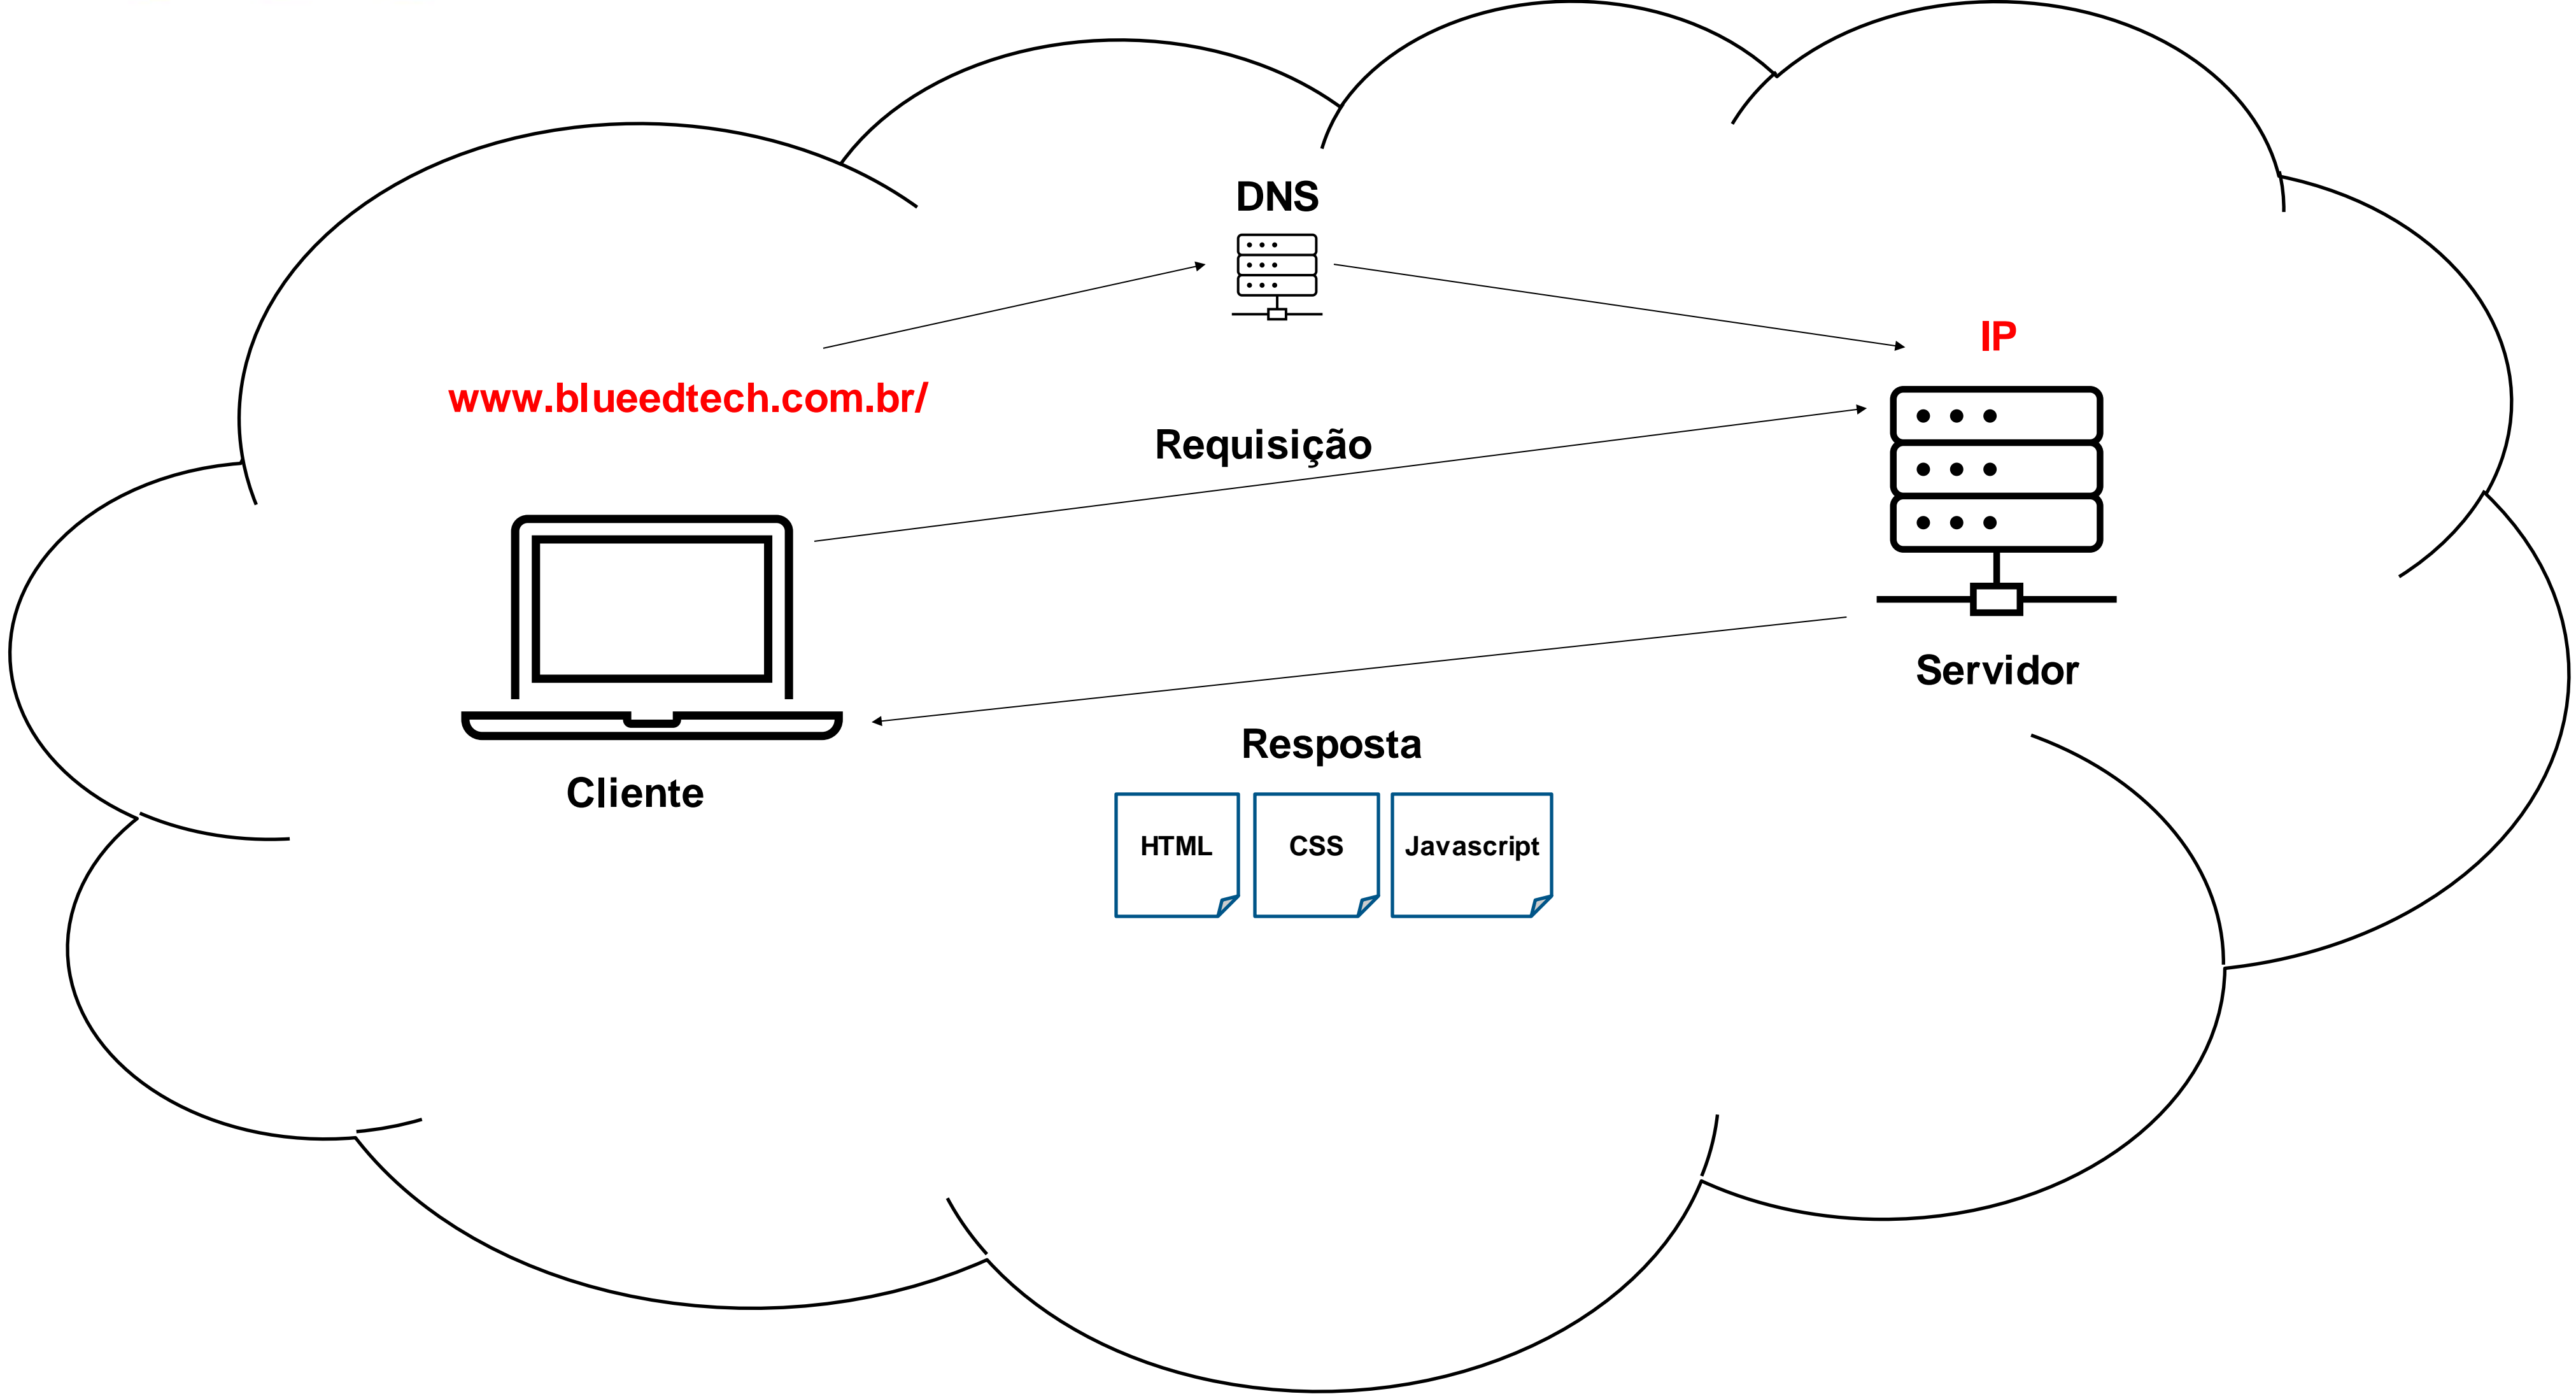 DNS
IP
www.blueedtech.com.br/
Requisição
Servidor
Resposta
Cliente
HTML
CSS
Javascript